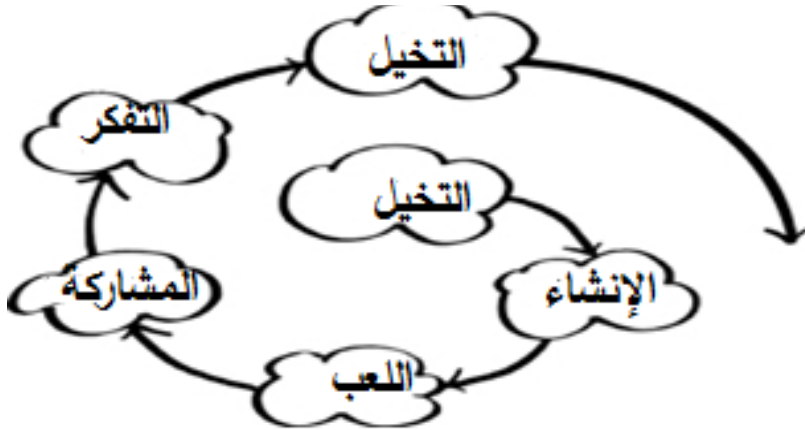 التخيل
التفكر
التخيل
المشاركة
الإنشاء
اللعب